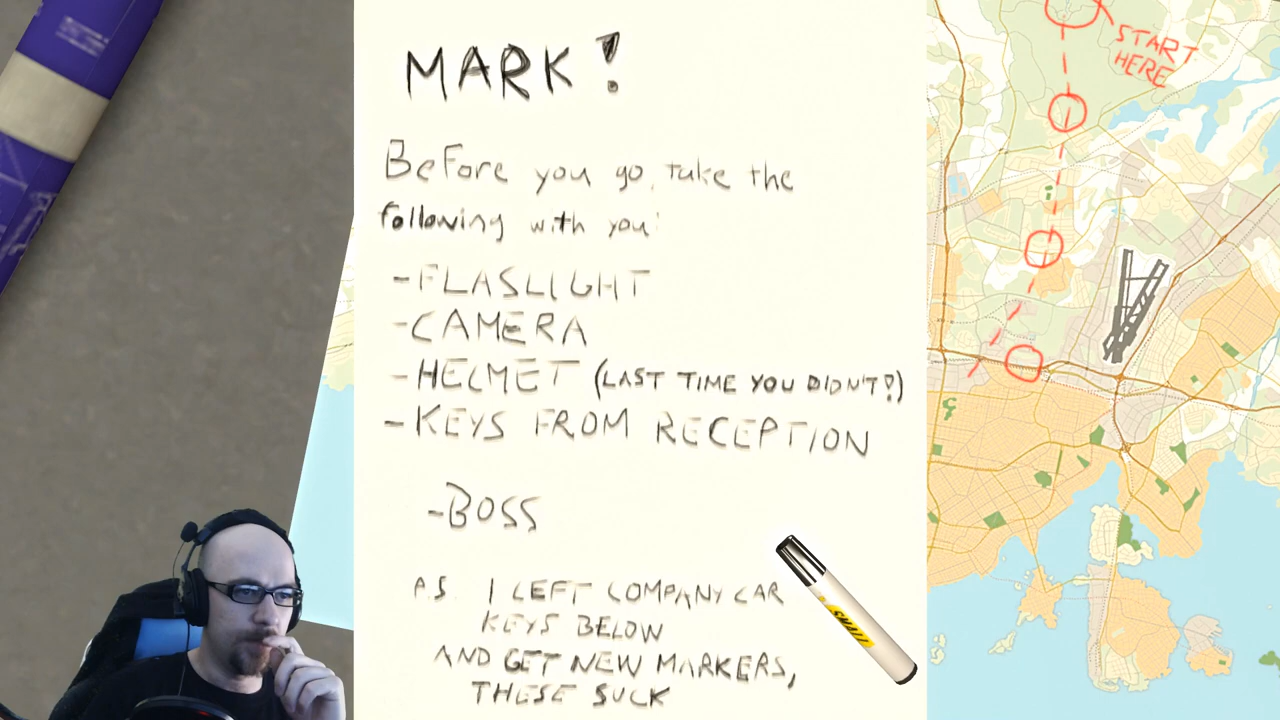 MARK!
Before you go, take the
following with you:
-FLASLIGHT
-CAMERA
-HELMET (LAST TIME YOU DIDN'T!)
-KEYS FROM RECEPTION
-BOSS
P.S. I LEFT COMPANY CAR
KEYS BELOW
AND GET NEW MARKERS,
THESE SUCK
SMALL
START
HERE